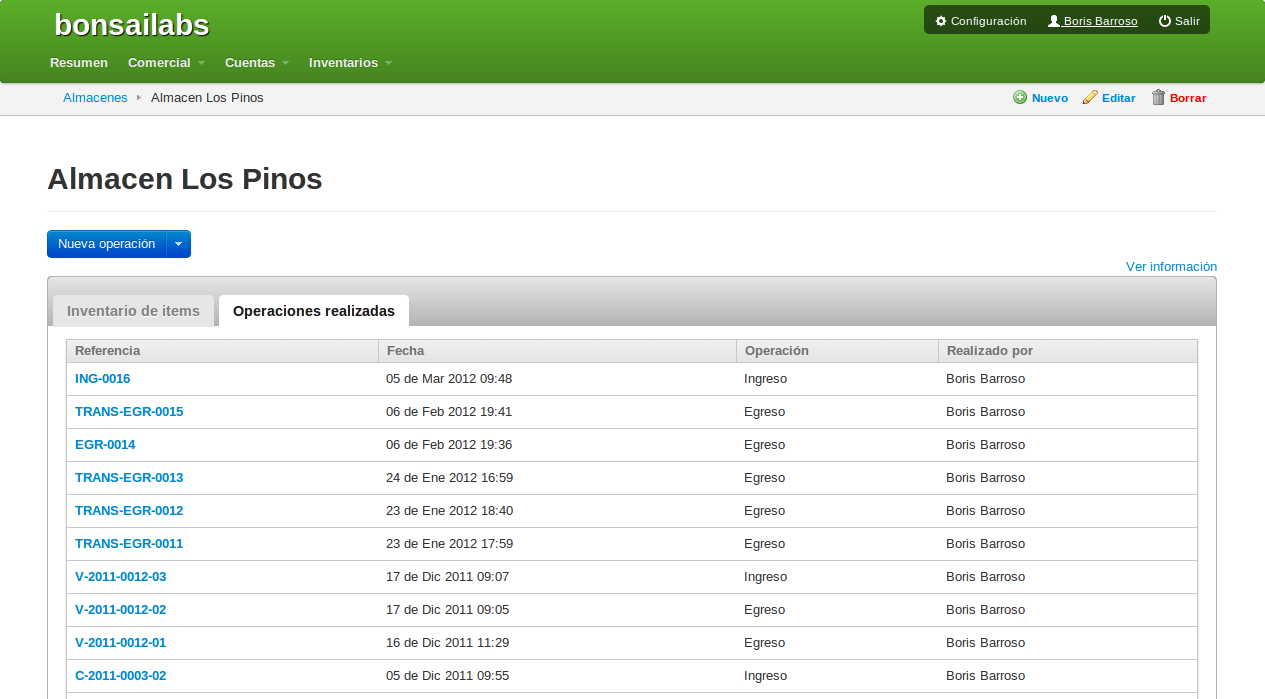 bonsailabs
Configuración Boris Barroso Salir
Resumen Comercial Cuentas Inventarios
Almacenes Almacen Los Pinos Nuevo Editar Borrar
Almacen Los Pinos
Nueva operación
Ver información
Inventario de items Operaciones realizadas
Referencia Fecha Operación Realizado por
ING-0016 05 de Mar 2012 09:48 Ingreso Boris Barroso
TRANS-EGR-0015 06 de Feb 2012 19:41 Egreso Boris Barroso
EGR-0014 06 de Feb 2012 19:36 Egreso Boris Barroso
TRANS-EGR-0013 24 de Ene 2012 16:59 Egreso Boris Barroso
TRANS-EGR-0012 23 de Ene 2012 18:40 Egreso Boris Barroso
TRANS-EGR-0011 23 de Ene 2012 17:59 Egreso Boris Barroso
V-2011-0012-03 17 de Dic 2011 09:07 Ingreso Boris Barroso
V-2011-0012-02 17 de Dic 2011 09:05 Egreso Boris Barroso
V-2011-0012-01 16 de Dic 2011 11:29 Egreso Boris Barroso
C-2011-0003-02 05 de Dic 2011 09:55 Ingreso Boris Barroso